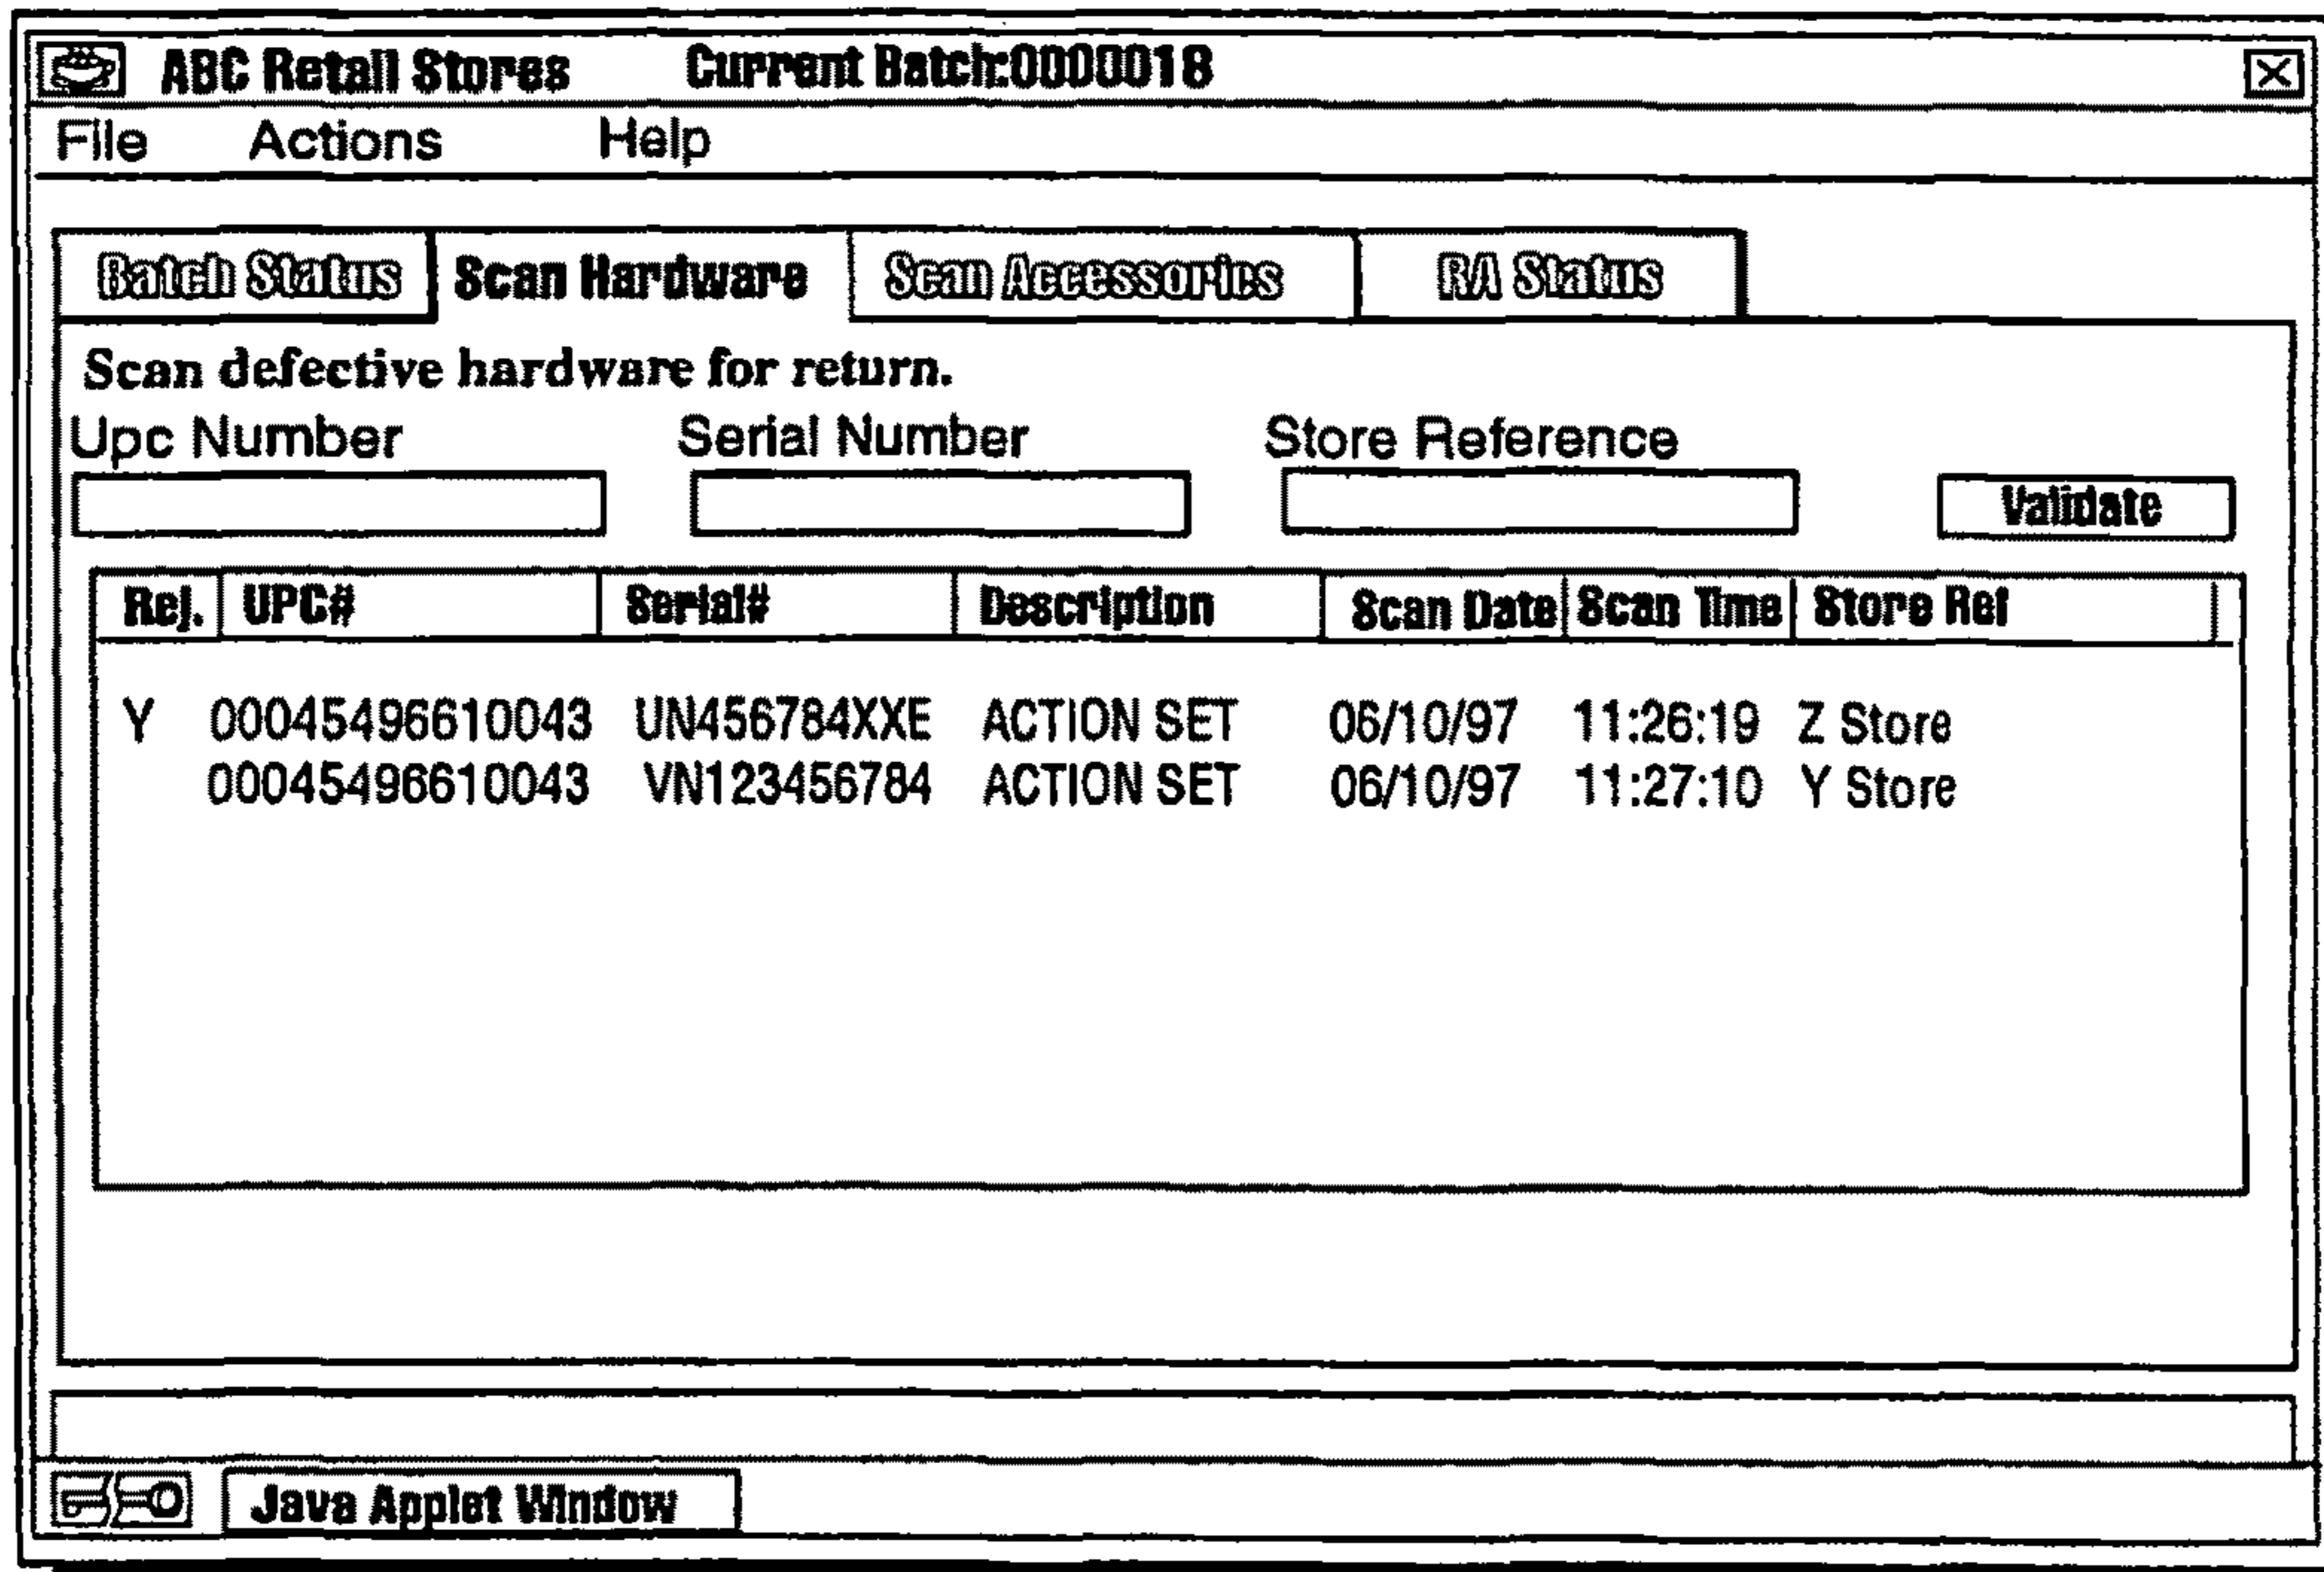 ABC Retail Stores Current Batch:0000018
File Actions Help
Batch Status Scan Hardware Scan Accessories RA Status
Scan defective hardware for return.
Upc Number Serial Number Store Reference
Validate
Rej. UPC# Serial# Description Scan Date Scan Time Store Ref
Y 00045496610043 UN456784XXE ACTION SET 06/10/97 11:26:19 Z Store
00045496610043 VN123456784 ACTION SET 06/10/97 11:27:10 Y Store
Java Applet Window